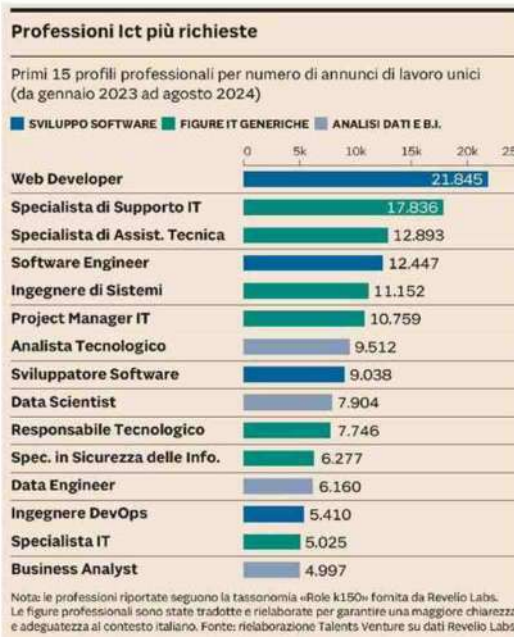 Professioni Ict più richieste
Primi 15 profili professionali per numero di annunci di lavoro unici
(da gennaio 2023 ad agosto 2024)
SVILUPPO SOFTWARE FIGURE IT GENERICHE ANALISI DATI E B.I.
0 5k 10k 15k 20k 25
Web Developer 21.845
Specialista di Supporto IT 17.836
Specialista di Assist. Tecnica 12.893
Software Engineer 12.447
Ingegnere di Sistemi 11.152
Project Manager IT 10.759
Analista Tecnologico 9.512
Sviluppatore Software 9.038
Data Scientist 7.904
Responsabile Tecnologico 7.746
Spec. in Sicurezza delle Info. 6.277
Data Engineer 6.160
Ingegnere DevOps 5.410
Specialista IT 5.025
Business Analyst 4.997
Nota: le professioni riportate seguono la tassonomia «Role k150» fornita da Revelio Labs.
Le figure professionali sono state tradotte e rielaborate per garantire una maggiore chiarezza
e adeguatezza al contesto italiano. Fonte: rielaborazione Talents Venture su dati Revelio Labs